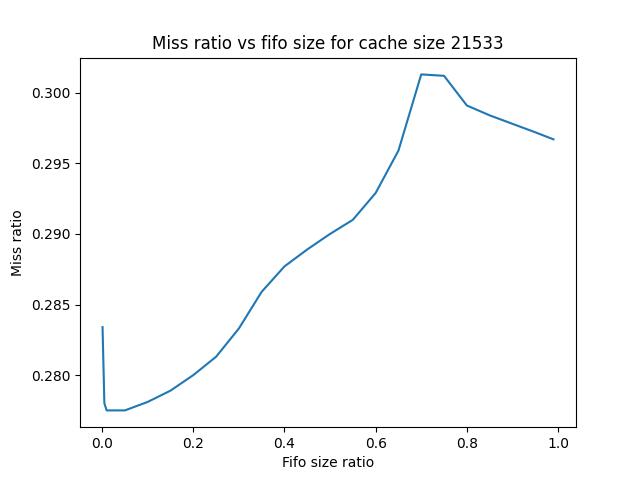 Miss ratio vs fifo size for cache size 21533
0.300
0.295
0.290
0.285
0.280
Miss ratio
0.0 0.2 0.4 0.6 0.8 1.0
Fifo size ratio